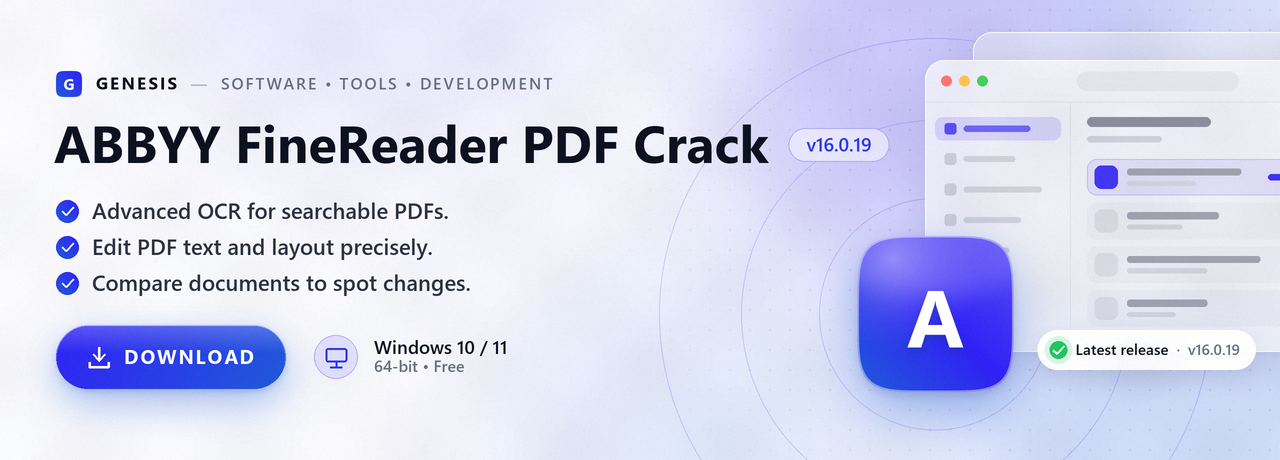 G GENESIS — SOFTWARE • TOOLS • DEVELOPMENT
ABBYY FineReader PDF Crack v16.0.19
Advanced OCR for searchable PDFs.
Edit PDF text and layout precisely.
Compare documents to spot changes.
DOWNLOAD
Windows 10 / 11
64-bit • Free
A
Latest release · v16.0.19